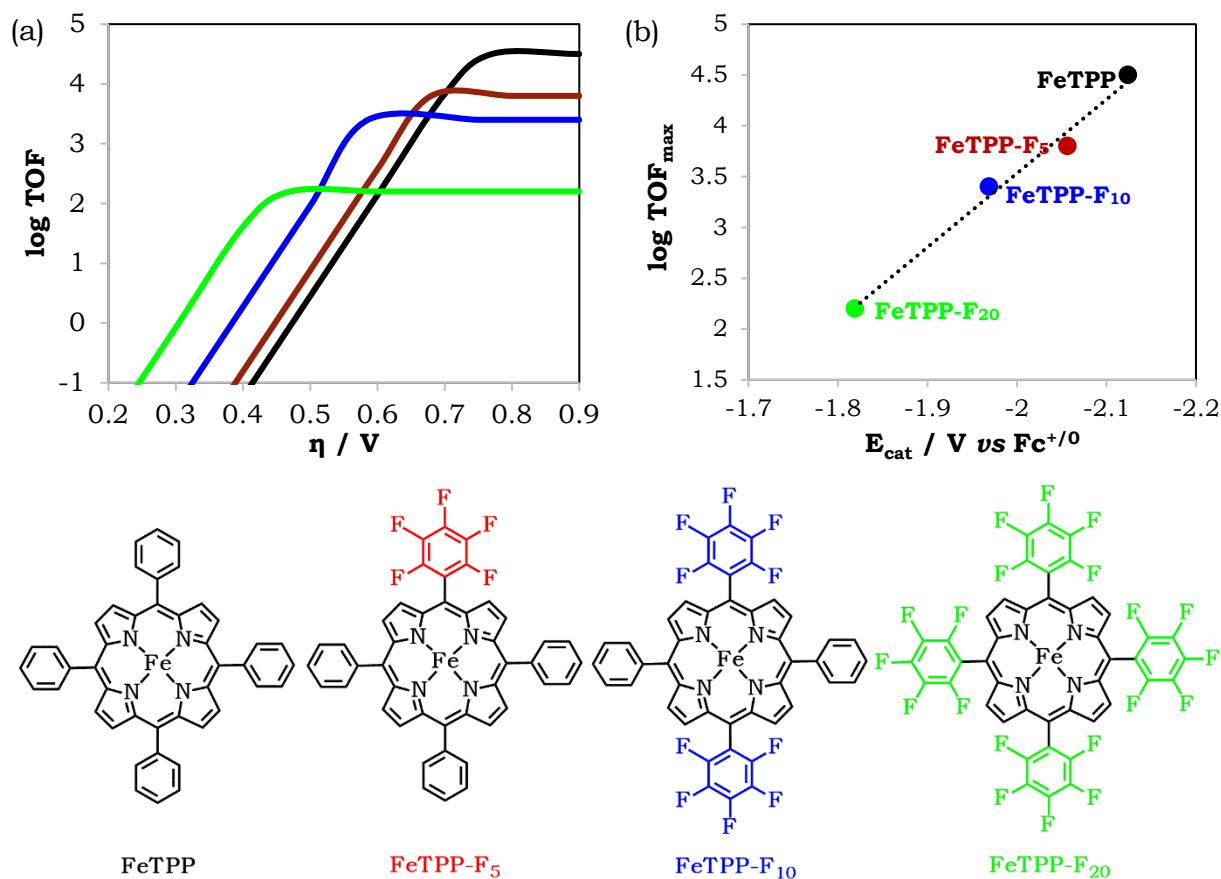 (a)
log TOF
5
4
3
2
1
0
-1
0.2 0.3 0.4 0.5 0.6 0.7 0.8 0.9
η / V
(b)
log TOFmax
5
4.5
4
3.5
3
2.5
2
1.5
FeTPP
FeTPP-F5
FeTPP-F10
FeTPP-F20
-1.7 -1.8 -1.9 -2 -2.1 -2.2
Ecat / V vs Fc+/0
N N
Fe
N N
FeTPP
F
F F
F F
N N
Fe
N N
FeTPP-F5
F
F F
F F
N N
Fe
N N
F F
F F
F
FeTPP-F10
F
F F
F F
F F
F N N F
F Fe F
F N N F
F F
F F
F F
F
FeTPP-F20